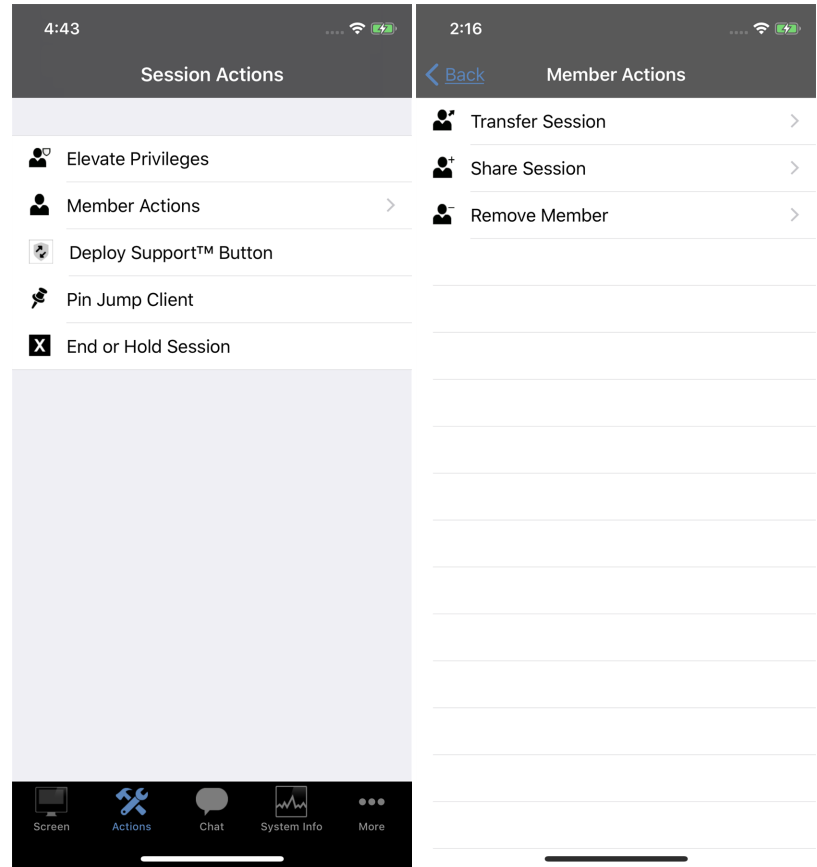 4:43
Session Actions
Elevate Privileges
Member Actions
Deploy Support™ Button
Pin Jump Client
X End or Hold Session
Screen Actions Chat System Info More
2:16
Back Member Actions
Transfer Session
Share Session
Remove Member